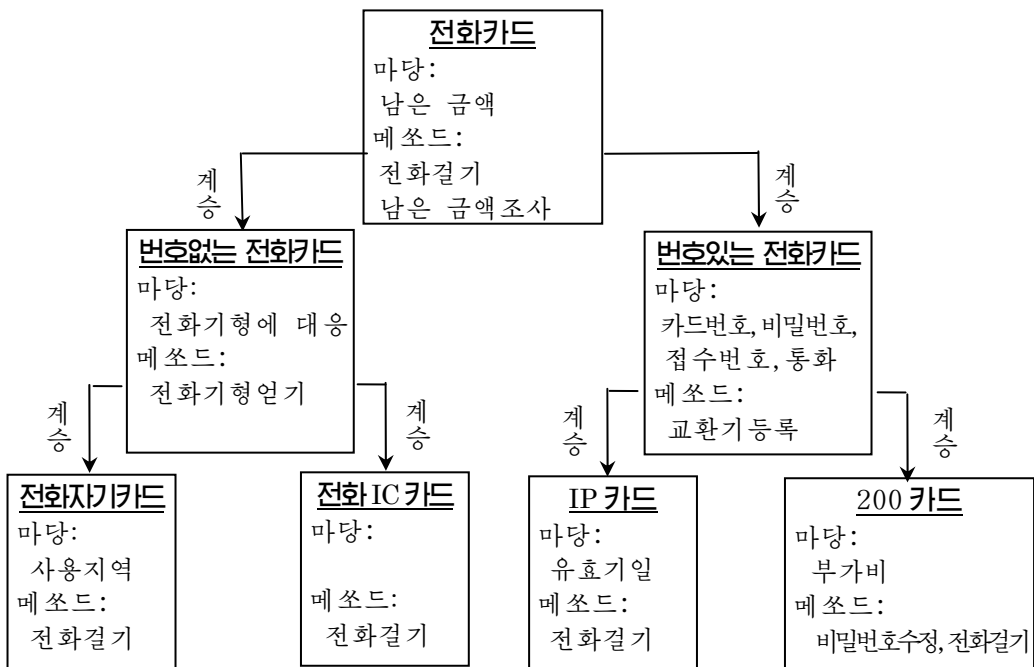 전화카드
마당:
남은 금액
메쏘드:
전화걸기
남은 금액조사
계승
계승
번호없는 전화카드
마당:
전화기형에 대응
메쏘드:
전화기형얻기
번호있는 전화카드
마당:
카드번호, 비밀번호,
접수번호, 통화
메쏘드:
교환기등록
계승
계승
계승
계승
전화자기카드
마당:
사용지역
메쏘드:
전화걸기
전화 IC 카드
마당:
메쏘드:
전화걸기
IP 카드
마당:
유효기일
메쏘드:
전화걸기
200 카드
마당:
부가비
메쏘드:
비밀번호수정, 전화걸기